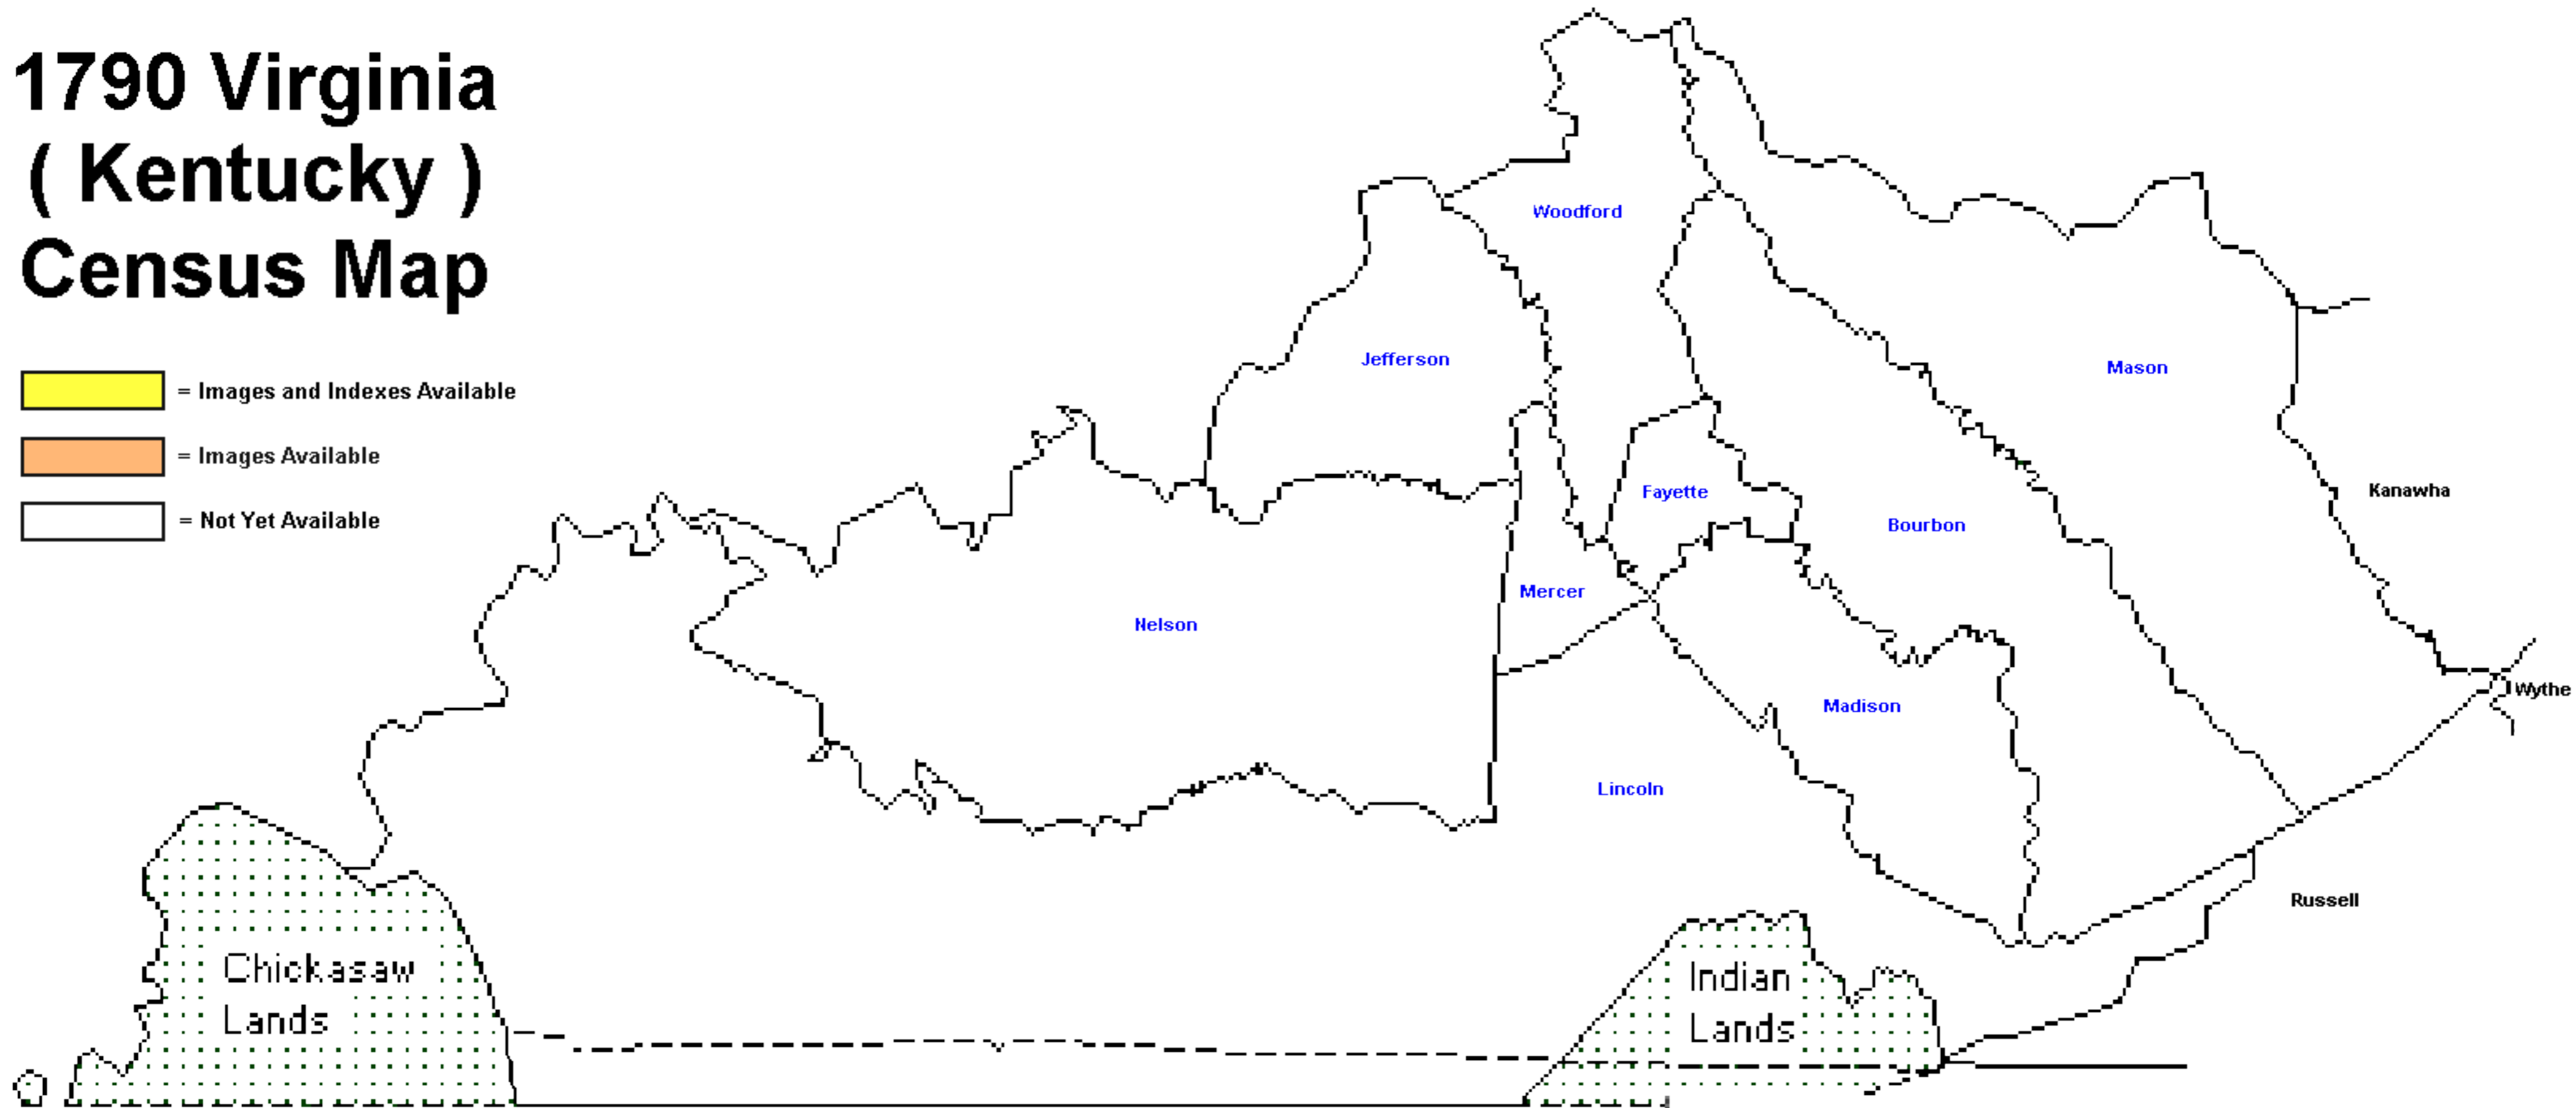 1790 Virginia
( Kentucky )
Census Map
= Images and Indexes Available
= Images Available
= Not Yet Available
Woodford
Jefferson
Mason
Fayette
Kanawha
Bourbon
Mercer
Nelson
Madison
Wythe
Lincoln
Russell
Chickasaw
Lands
Indian
Lands